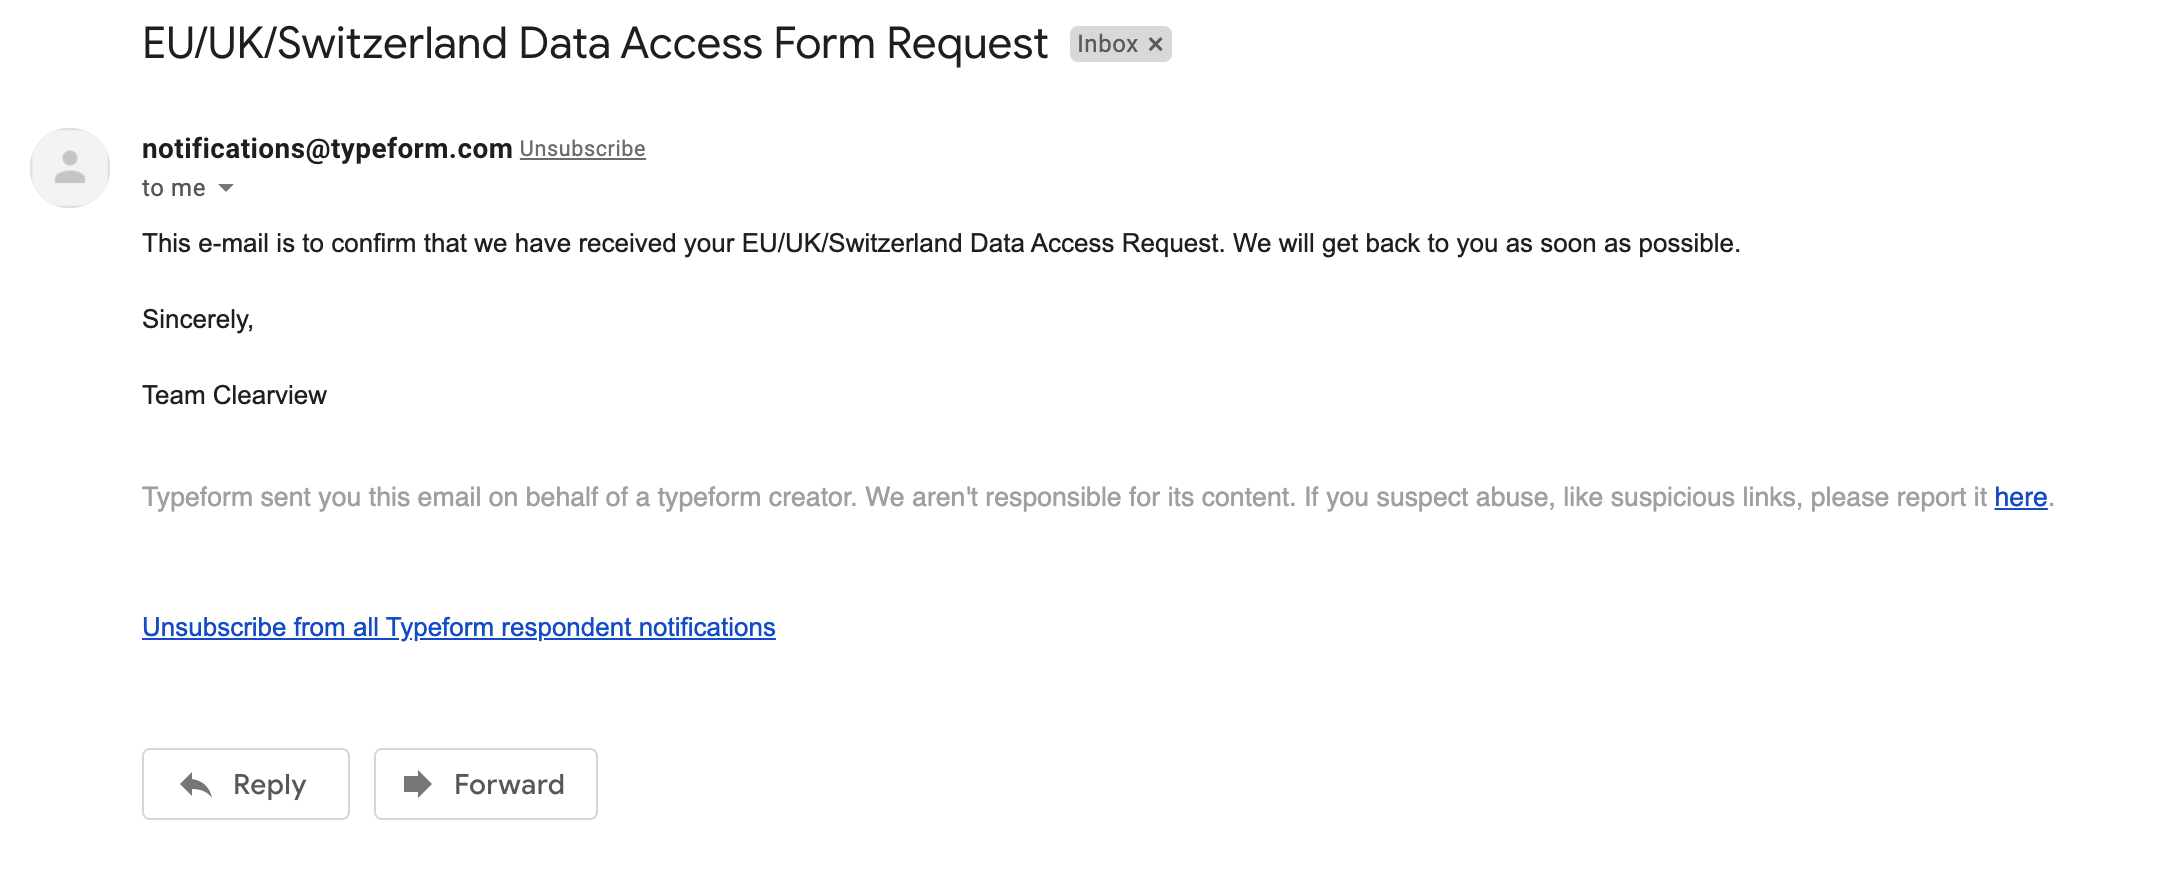 EU/UK/Switzerland Data Access Form Request Inbox ×
notifications@typeform.com Unsubscribe
to me
This e-mail is to confirm that we have received your EU/UK/Switzerland Data Access Request. We will get back to you as soon as possible.
Sincerely,
Team Clearview
Typeform sent you this email on behalf of a typeform creator. We aren't responsible for its content. If you suspect abuse, like suspicious links, please report it here.
Unsubscribe from all Typeform respondent notifications
Reply Forward